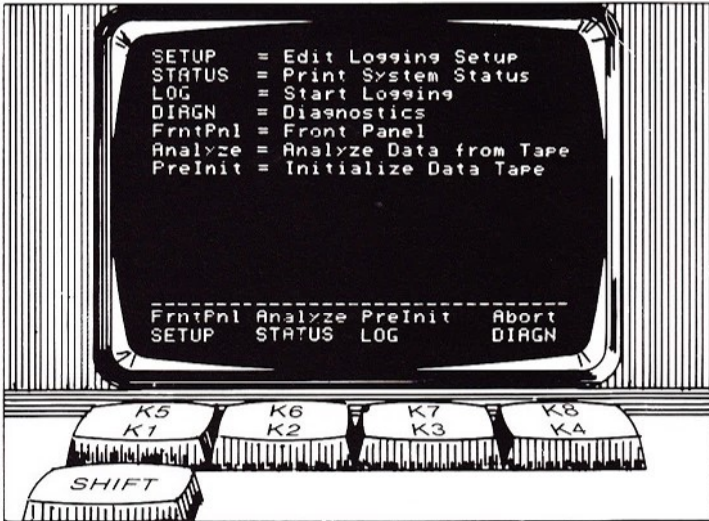 SETUP = Edit Logging Setup
STATUS = Print System Status
LOG = Start Logging
DIAGN = Diagnostics
FrntPnl = Front Panel
Analyze = Analyze Data from Tape
PreInit = Initialize Data Tape
FrntPnl Analyze PreInit Abort
SETUP STATUS LOG DIAGN
K5 K6 K7 K8
K1 K2 K3 K4
SHIFT